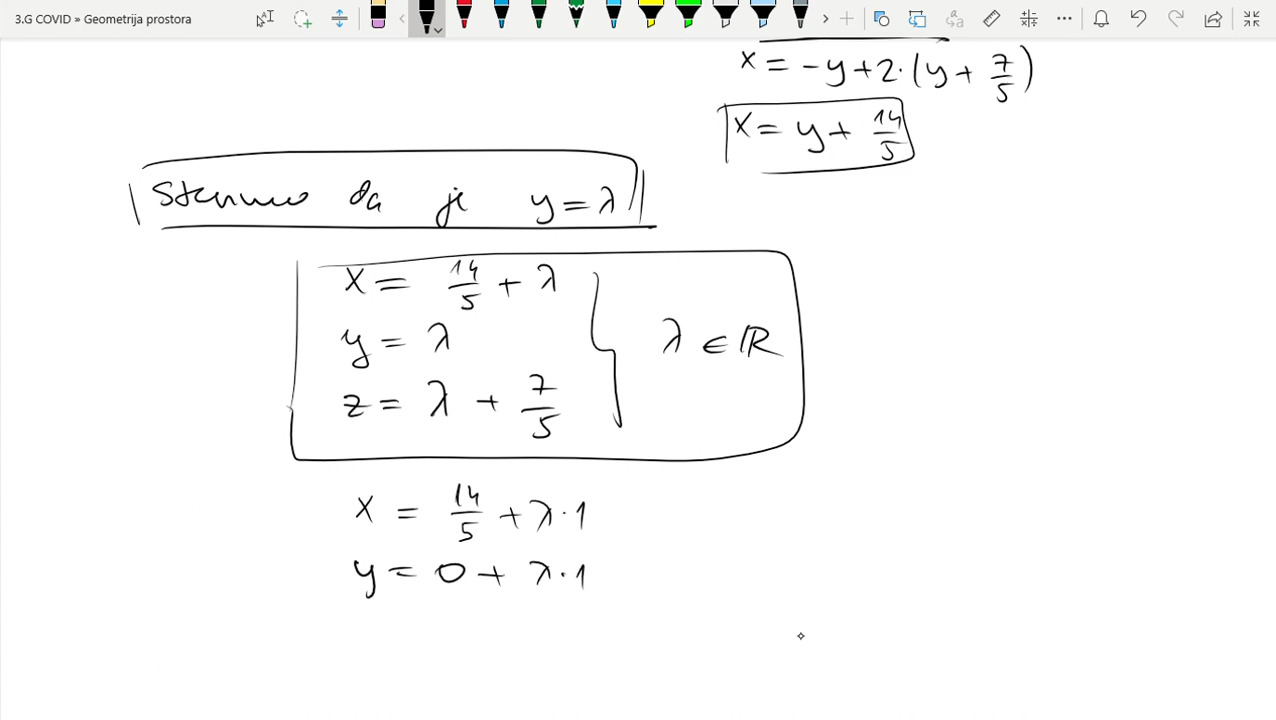 3.G COVID » Geometrija prostora
x = -y + 2·(y + 7/5)
x = y + 14/5
Stavimo da je y = λ
x = 14/5 + λ
y = λ
z = λ + 7/5
λ ∈ ℝ
x = 14/5 + λ·1
y = 0 + λ·1